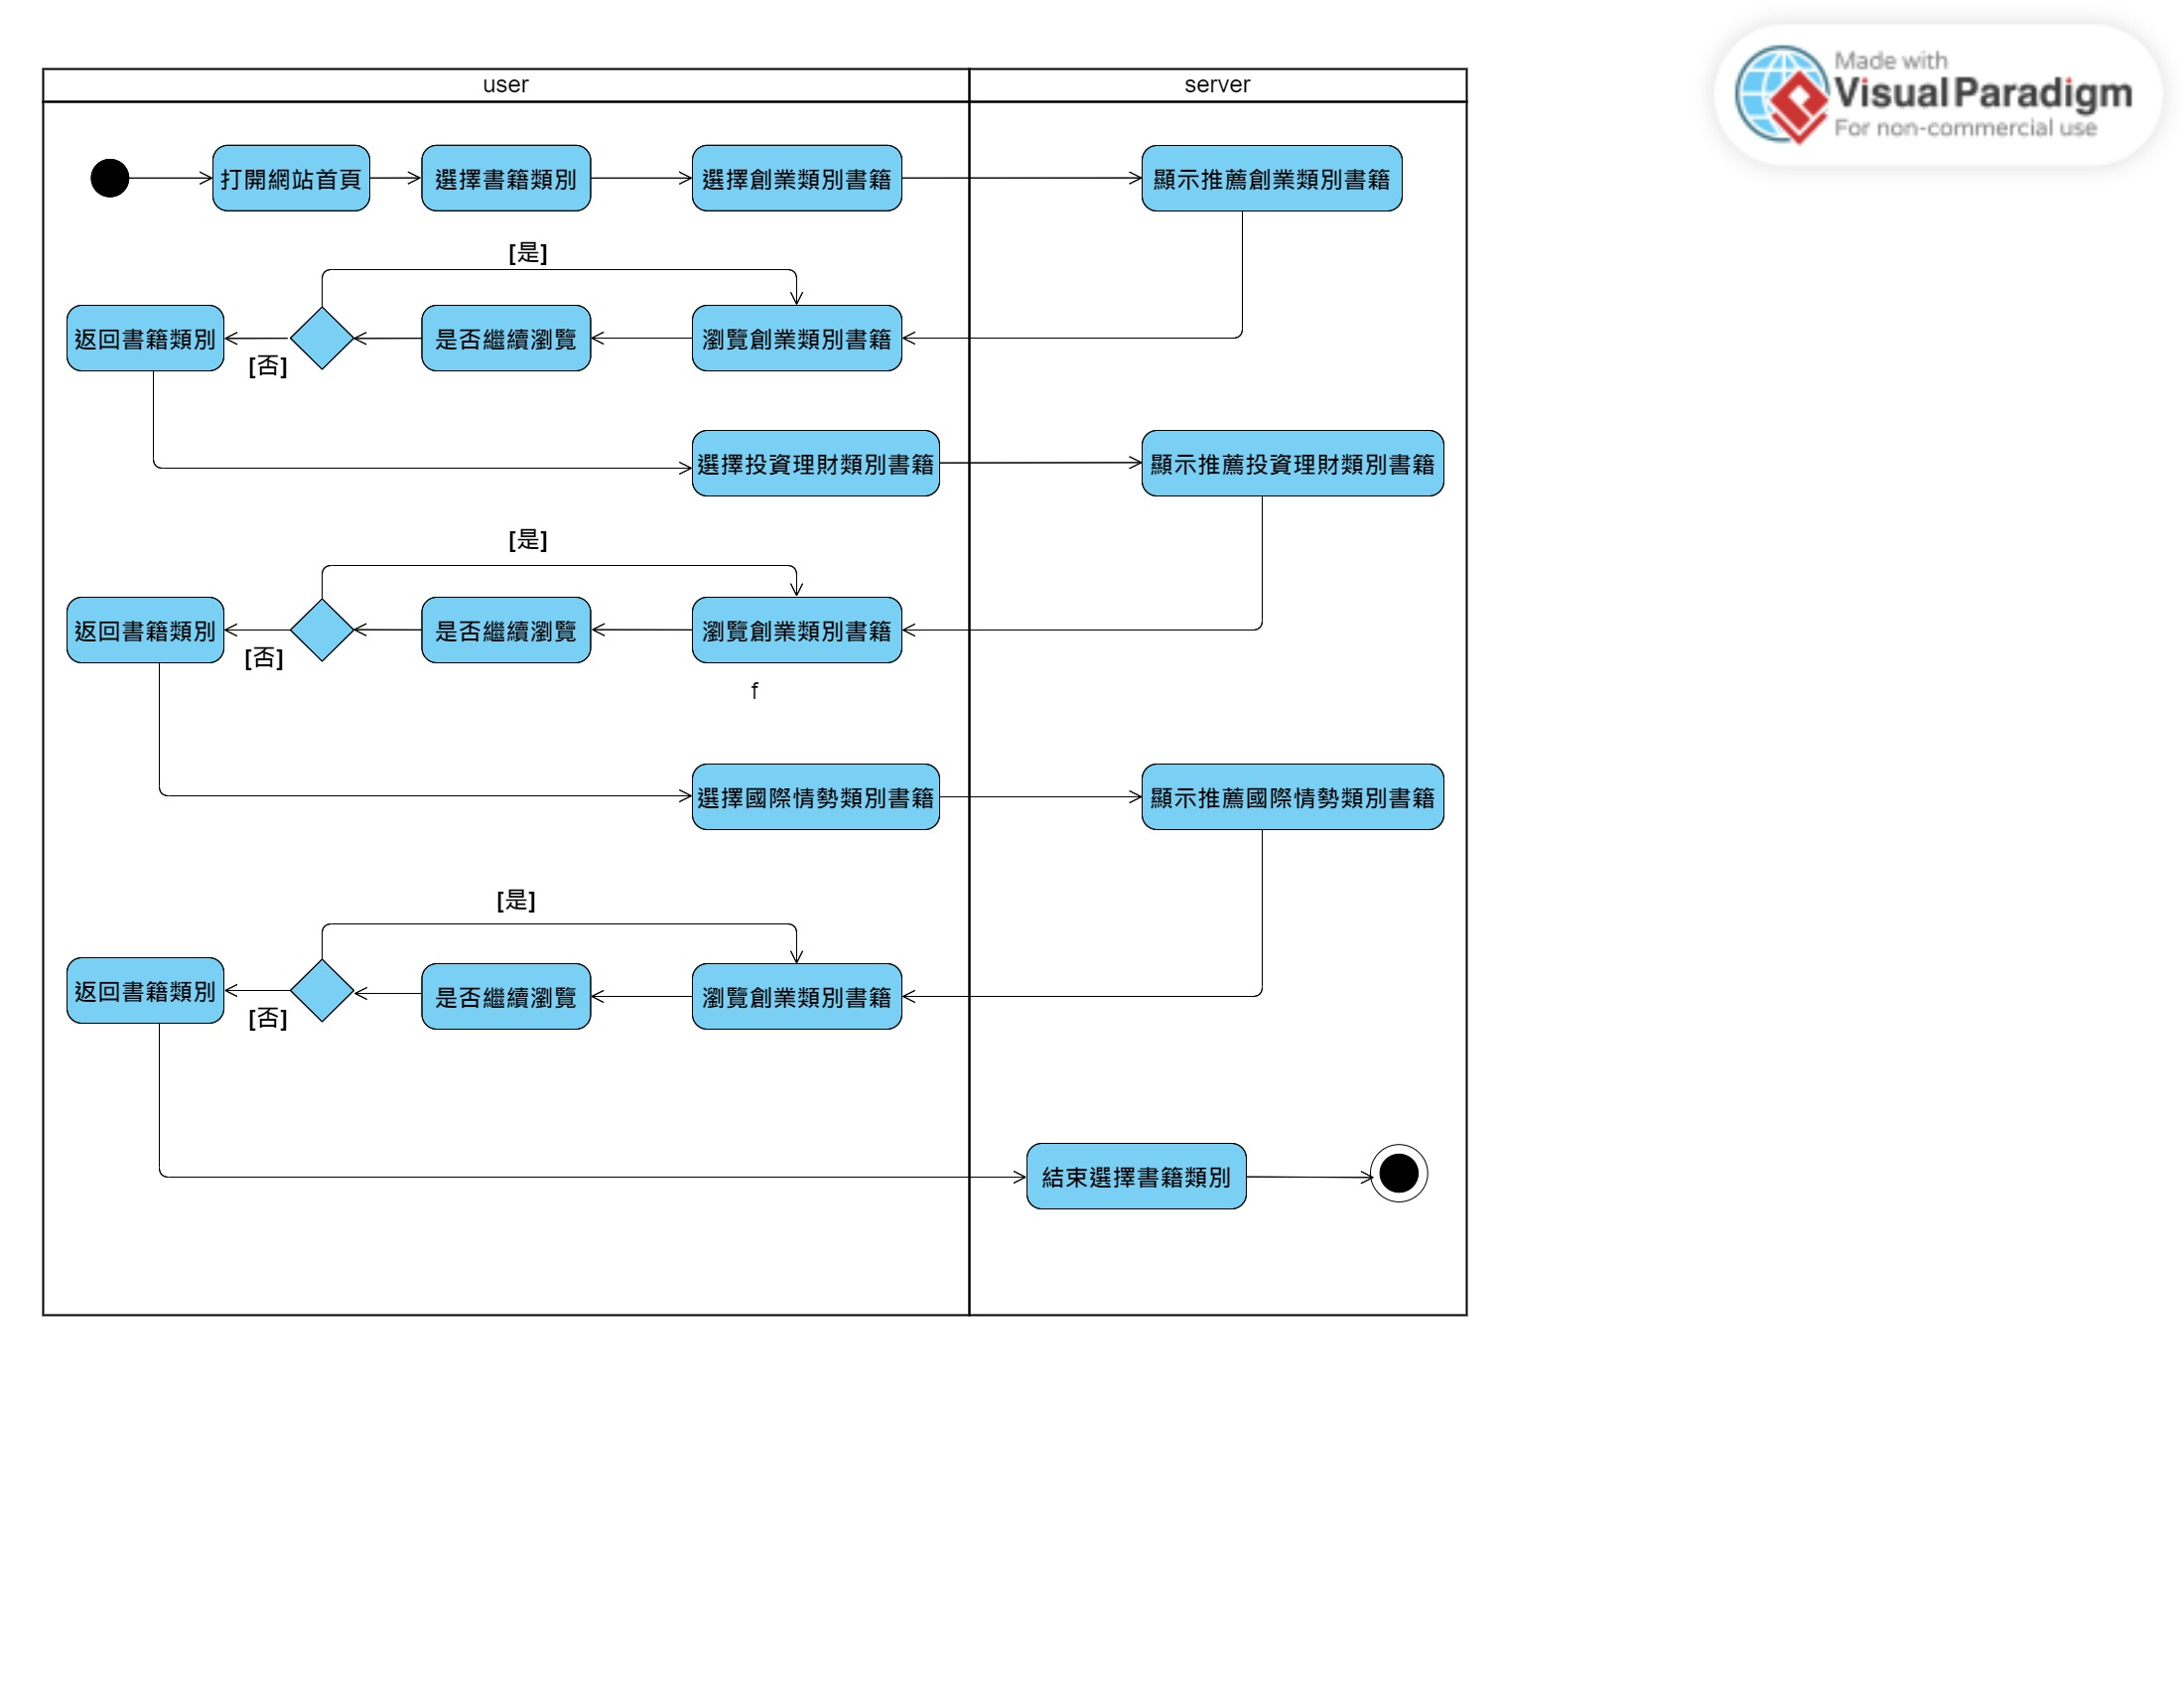 Made with
Visual Paradigm
For non-commercial use
user
server
打開網站首頁
選擇書籍類別
選擇創業類別書籍
顯示推薦創業類別書籍
[是]
返回書籍類別
[否]
是否繼續瀏覽
瀏覽創業類別書籍
選擇投資理財類別書籍
顯示推薦投資理財類別書籍
[是]
返回書籍類別
[否]
是否繼續瀏覽
瀏覽創業類別書籍
f
選擇國際情勢類別書籍
顯示推薦國際情勢類別書籍
[是]
返回書籍類別
[否]
是否繼續瀏覽
瀏覽創業類別書籍
結束選擇書籍類別